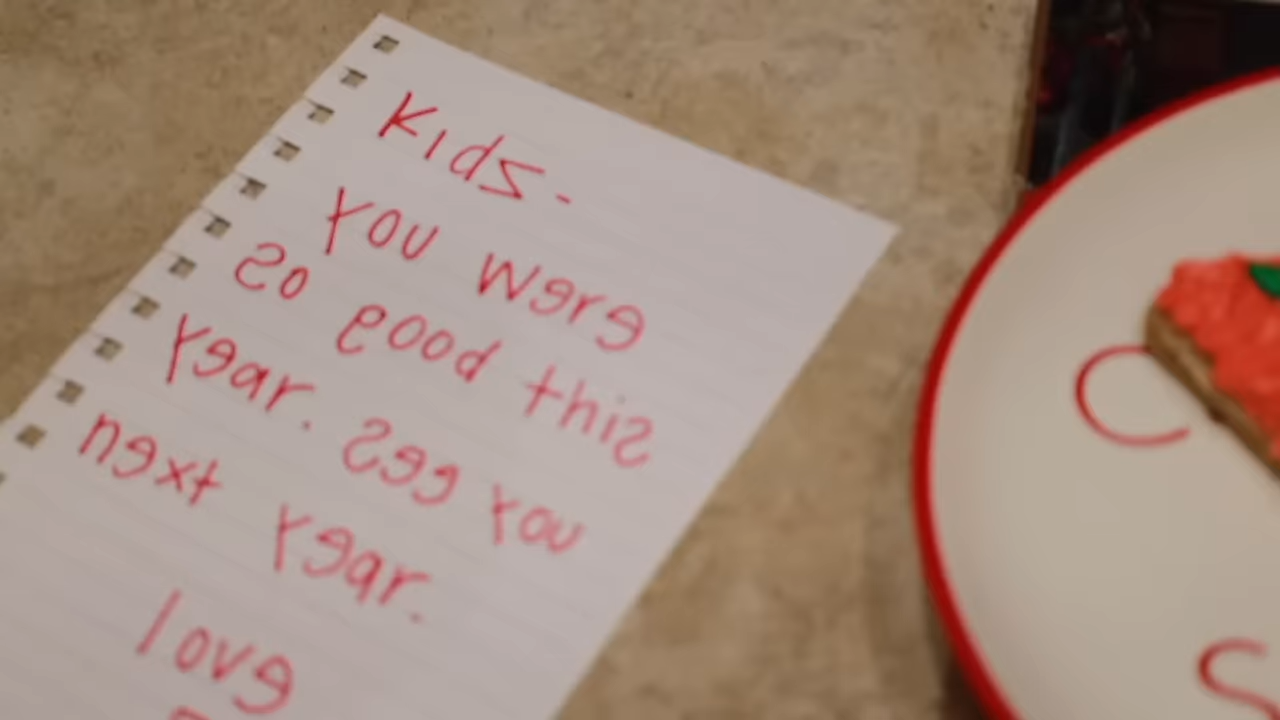 Kids-
You were
so good this
Year. See You
next Year.
love
C
S